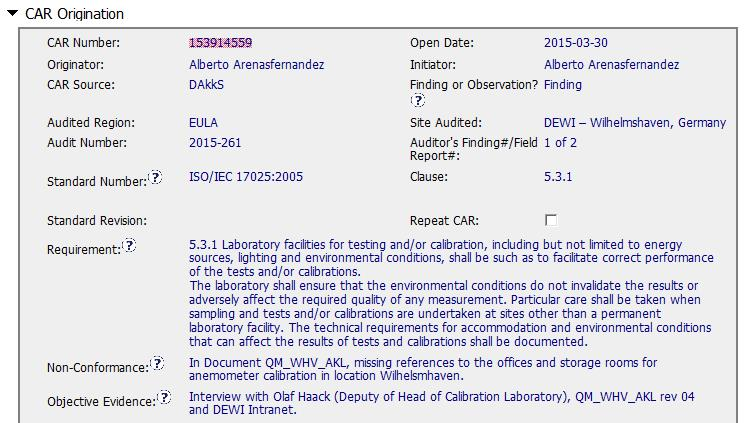 CAR Origination
CAR Number: 153914559 Open Date: 2015-03-30
Originator: Alberto Arenasfernandez Initiator: Alberto Arenasfernandez
CAR Source: DAkkS Finding or Observation? Finding
?
Audited Region: EULA Site Audited: DEWI – Wilhelmshaven, Germany
Audit Number: 2015-261 Auditor's Finding#/Field 1 of 2
Report#:
Standard Number: ? ISO/IEC 17025:2005 Clause: 5.3.1
Standard Revision: Repeat CAR:
Requirement: ? 5.3.1 Laboratory facilities for testing and/or calibration, including but not limited to energy
sources, lighting and environmental conditions, shall be such as to facilitate correct performance
of the tests and/or calibrations.
The laboratory shall ensure that the environmental conditions do not invalidate the results or
adversely affect the required quality of any measurement. Particular care shall be taken when
sampling and tests and/or calibrations are undertaken at sites other than a permanent
laboratory facility. The technical requirements for accommodation and environmental conditions
that can affect the results of tests and calibrations shall be documented.
Non-Conformance: ? In Document QM_WHV_AKL, missing references to the offices and storage rooms for
anemometer calibration in location Wilhelsmhaven.
Objective Evidence: ? Interview with Olaf Haack (Deputy of Head of Calibration Laboratory), QM_WHV_AKL rev 04
and DEWI Intranet.